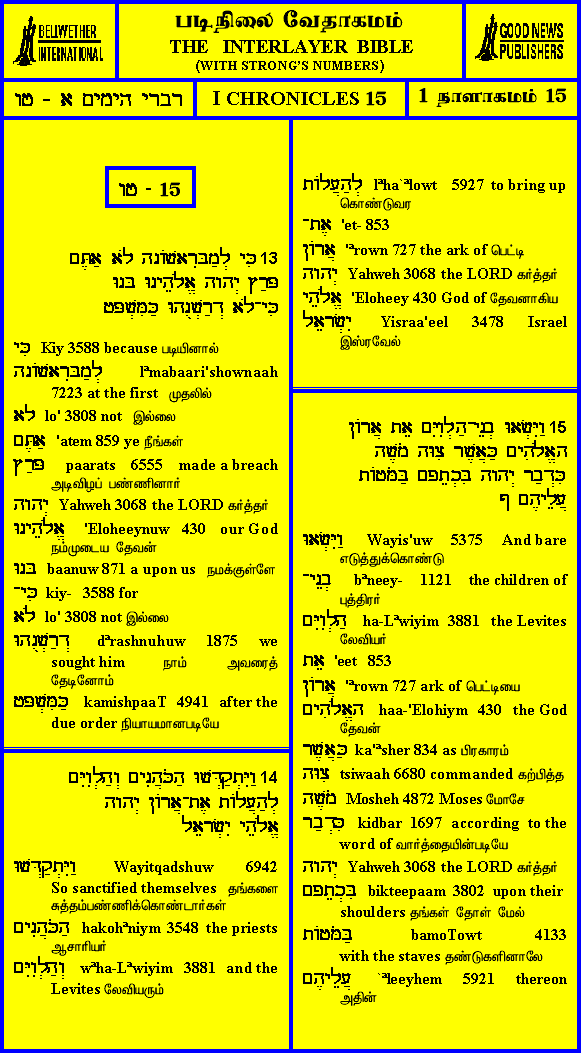 BELLWETHER
INTERNATIONAL
படிநிலை வேதாகமம்
THE INTERLAYER BIBLE
(WITH STRONG'S NUMBERS)
GOOD NEWS
PUBLISHERS
דברי הימים א - טו
I CHRONICLES 15
1 நாளாகமம் 15
טו - 15
13 כִּי לְמַבָּרִאשׁוֹנָה לֹא אַתֶּם
פָּרַץ יְהוָה אֱלֹהֵינוּ בָּנוּ
כִּי־לֹא דְרַשְׁנֻהוּ כַּמִּשְׁפָּט
כִּי Kiy 3588 because படியினால்
לְמַבָּרִאשׁוֹנָה lᵊmabaari'shownaah
7223 at the first முதலில்
לֹא lo' 3808 not இல்லை
אַתֶּם 'atem 859 ye நீங்கள்
פָּרַץ paarats 6555 made a breach
அடிவிழப் பண்ணினார்
יְהוָה Yahweh 3068 the LORD கர்த்தர்
אֱלֹהֵינוּ 'Eloheeynuw 430 our God
நம்முடைய தேவன்
בָּנוּ baanuw 871 a upon us நமக்குள்ளே
כִּי־ kiy- 3588 for
לֹא lo' 3808 not இல்லை
דְרַשְׁנֻהוּ dᵊrashnuhuw 1875 we
sought him நாம் அவரைத்
தேடினோம்
כַּמִּשְׁפָּט kamishpaaT 4941 after the
due order நியாயமானபடியே
14 וַיִּתְקַדְּשׁוּ הַכֹּהֲנִים וְהַלְוִיִּם
לְהַעֲלוֹת אֶת־אֲרוֹן יְהוָה
אֱלֹהֵי יִשְׂרָאֵל
וַיִּתְקַדְּשׁוּ Wayitqadshuw 6942
So sanctified themselves தங்களை
சுத்தம்பண்ணிக்கொண்டார்கள்
הַכֹּהֲנִים hakohᵃniym 3548 the priests
ஆசாரியர்
וְהַלְוִיִּם wᵊha-Lᵊwiyim 3881 and the
Levites லேவியரும்
לְהַעֲלוֹת lᵊha`ᵃlowt 5927 to bring up
கொண்டுவர
אֶת־ 'et- 853
אֲרוֹן 'ᵃrown 727 the ark of பெட்டி
יְהוָה Yahweh 3068 the LORD கர்த்தர்
אֱלֹהֵי 'Eloheey 430 God of தேவனாகிய
יִשְׂרָאֵל Yisraa'eel 3478 Israel
இஸ்ரவேல்
15 וַיִּשְׂאוּ בְנֵי־הַלְוִיִּם אֵת אֲרוֹן
הָאֱלֹהִים כַּאֲשֶׁר צִוָּה מֹשֶׁה
כִּדְבַר יְהוָה בִּכְתֵפָם בַּמֹּטוֹת
עֲלֵיהֶם ף
וַיִּשְׂאוּ Wayis'uw 5375 And bare
எடுத்துக்கொண்டு
בְנֵי־ bᵊneey- 1121 the children of
புத்திரர்
הַלְוִיִּם ha-Lᵊwiyim 3881 the Levites
லேவியர்
אֵת 'eet 853
אֲרוֹן 'ᵃrown 727 ark of பெட்டியை
הָאֱלֹהִים haa-'Elohiym 430 the God
தேவன்
כַּאֲשֶׁר ka'ᵃsher 834 as பிரகாரம்
צִוָּה tsiwaah 6680 commanded கற்பித்த
מֹשֶׁה Mosheh 4872 Moses மோசே
כִּדְבַר kidbar 1697 according to the
word of வார்த்தையின்படியே
יְהוָה Yahweh 3068 the LORD கர்த்தர்
בִּכְתֵפָם bikteepaam 3802 upon their
shoulders தங்கள் தோள் மேல்
בַּמֹּטוֹת bamoTowt 4133
with the staves தண்டுகளினாலே
עֲלֵיהֶם `ᵃleeyhem 5921 thereon
அதின்